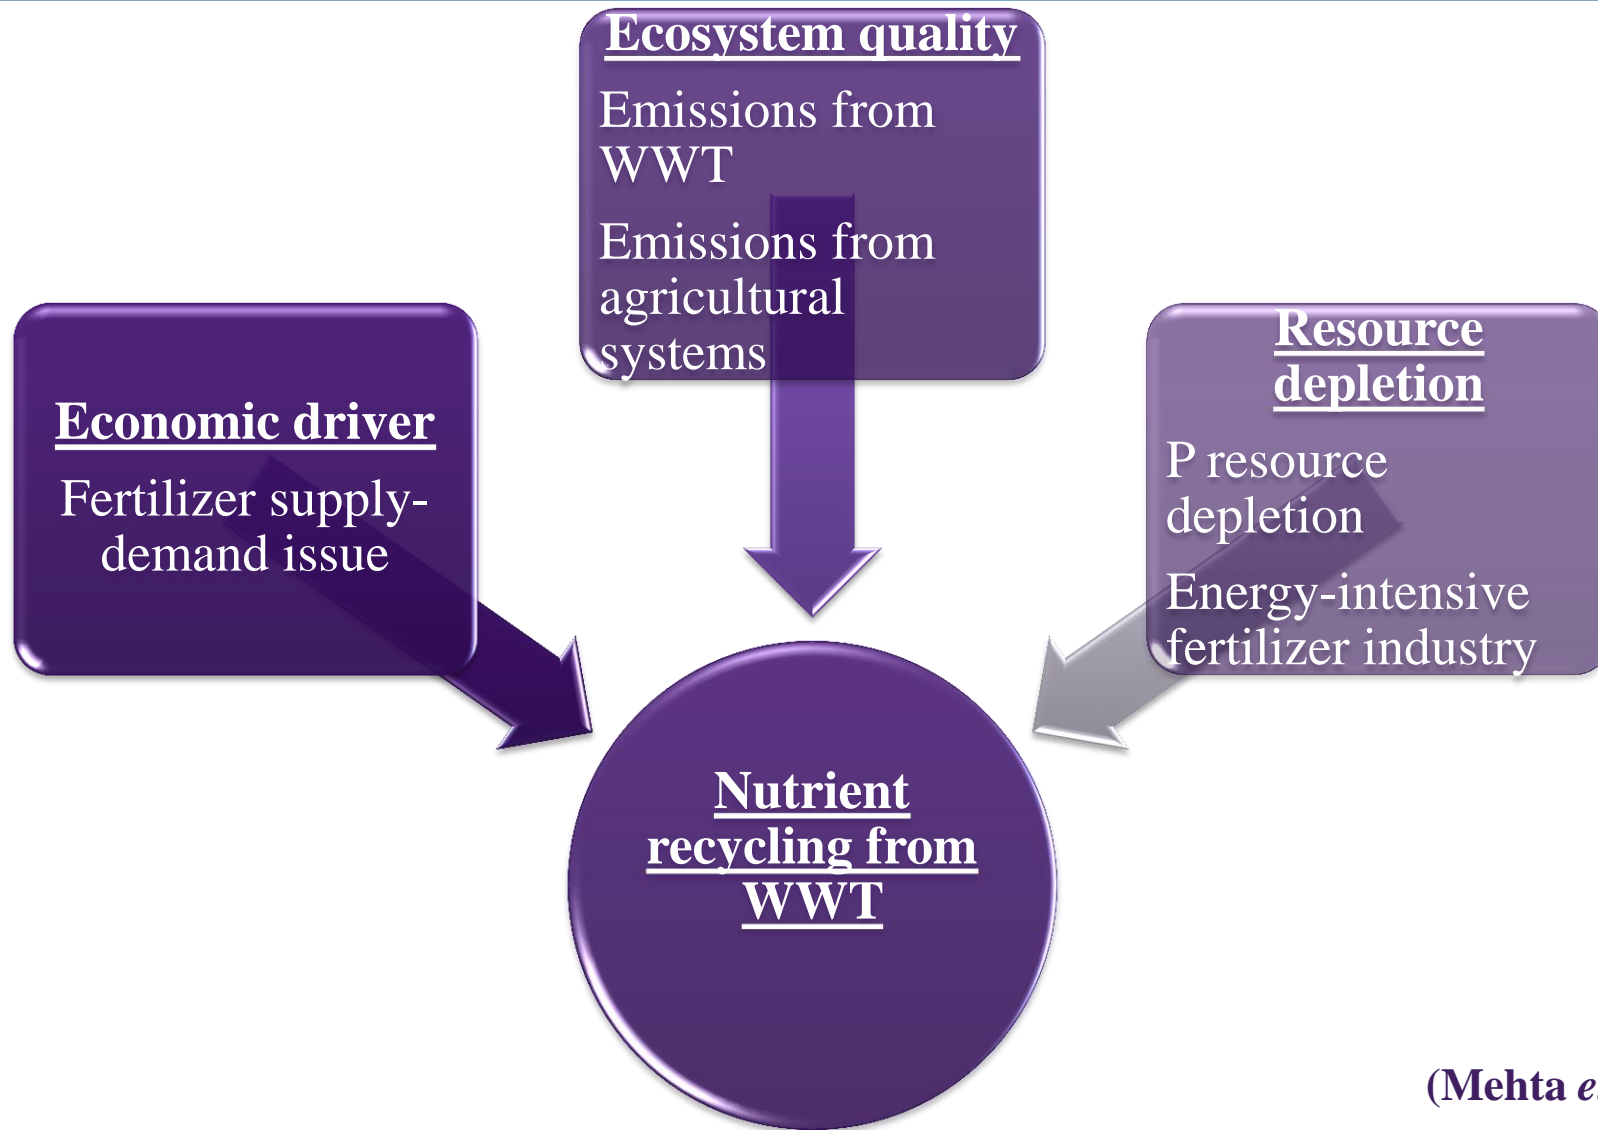 Ecosystem quality
Emissions from
WWT
Emissions from
agricultural
systems
Economic driver
Fertilizer supply-
demand issue
Resource
depletion
P resource
depletion
Energy-intensive
fertilizer industry
Nutrient
recycling from
WWT
(Mehta